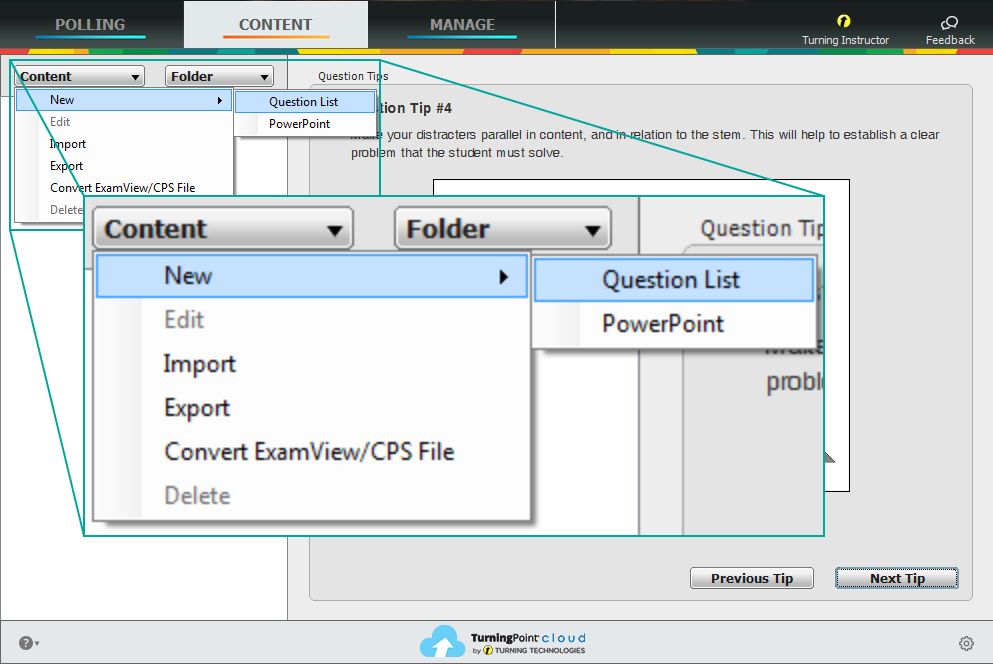 POLLING
CONTENT
MANAGE
Turning Instructor
Feedback
Content
Folder
Question Tips
New
Question List
Edit
PowerPoint
Import
Export
Convert ExamView/CPS File
Delete
tion Tip #4
your distracters parallel in content, and in relation to the stem. This will help to establish a clear
problem that the student must solve.
Content
Folder
Question Tip
New
Question List
Edit
PowerPoint
Import
Make
Export
proble
Convert ExamView/CPS File
Delete
Previous Tip
Next Tip
?
TurningPoint cloud
by TURNING TECHNOLOGIES